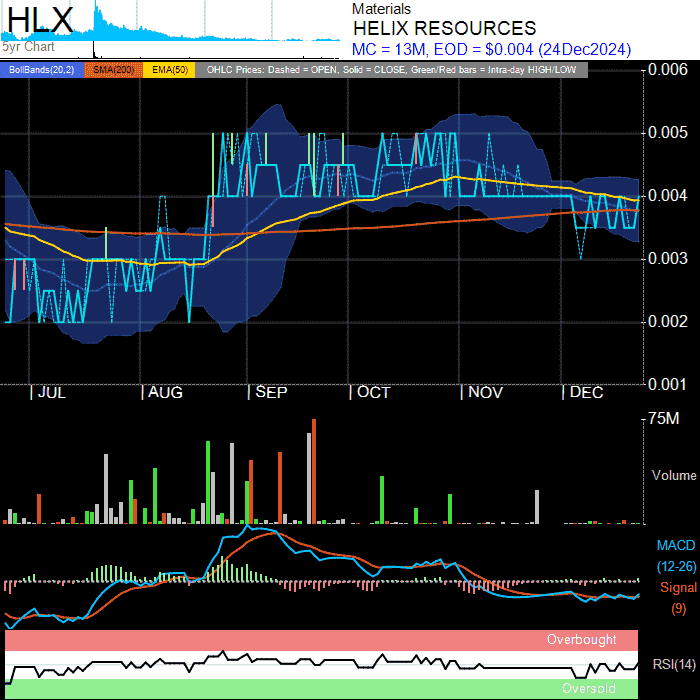 HLX
5yr Chart
Materials
HELIX RESOURCES
MC = 13M, EOD = $0.004 (24Dec2024)
BollBands(20,2) SMA(200) EMA(50) OHLC Prices: Dashed = OPEN, Solid = CLOSE, Green/Red bars = Intra-day HIGH/LOW
0.006
0.005
0.004
0.003
0.002
0.001
JUL AUG SEP OCT NOV DEC
75M
Volume
MACD
(12-26)
Signal
(9)
Overbought
RSI(14)
Oversold